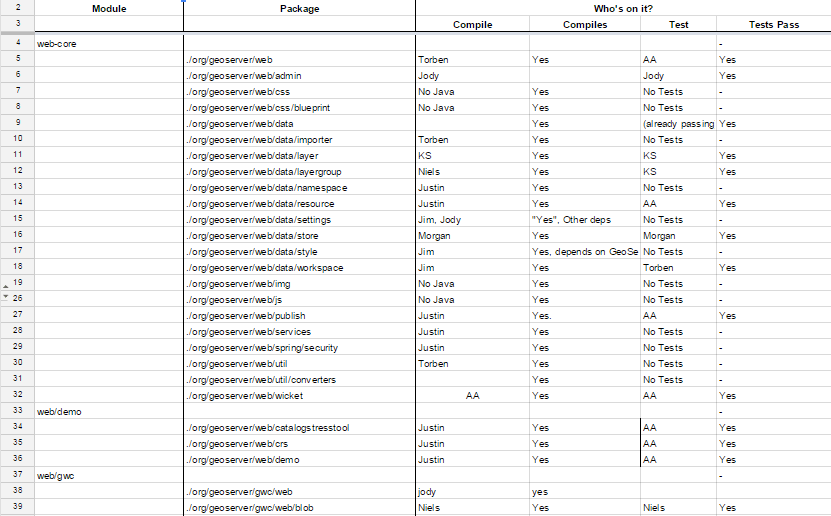 2 Module Package Who's on it?
3 Compile Compiles Test Tests Pass
4 web-core -
5 ./org/geoserver/web Torben Yes AA Yes
6 ./org/geoserver/web/admin Jody Jody Yes
7 ./org/geoserver/web/css No Java Yes No Tests -
8 ./org/geoserver/web/css/blueprint No Java Yes No Tests -
9 ./org/geoserver/web/data Yes (already passing Yes
10 ./org/geoserver/web/data/importer Torben Yes No Tests -
11 ./org/geoserver/web/data/layer KS Yes KS Yes
12 ./org/geoserver/web/data/layergroup Niels Yes KS Yes
13 ./org/geoserver/web/data/namespace Justin Yes No Tests -
14 ./org/geoserver/web/data/resource Justin Yes AA Yes
15 ./org/geoserver/web/data/settings Jim, Jody "Yes", Other deps No Tests -
16 ./org/geoserver/web/data/store Morgan Yes Morgan Yes
17 ./org/geoserver/web/data/style Jim Yes, depends on GeoSe No Tests -
18 ./org/geoserver/web/data/workspace Jim Yes Torben Yes
19 ./org/geoserver/web/img No Java Yes No Tests -
26 ./org/geoserver/web/js No Java Yes No Tests -
27 ./org/geoserver/web/publish Justin Yes. AA Yes
28 ./org/geoserver/web/services Justin Yes No Tests -
29 ./org/geoserver/web/spring/security Justin Yes No Tests -
30 ./org/geoserver/web/util Torben Yes No Tests -
31 ./org/geoserver/web/util/converters Yes No Tests -
32 ./org/geoserver/web/wicket AA Yes AA Yes
33 web/demo -
34 ./org/geoserver/web/catalogstresstool Justin Yes AA Yes
35 ./org/geoserver/web/crs Justin Yes AA Yes
36 ./org/geoserver/web/demo Justin Yes AA Yes
37 web/gwc -
38 ./org/geoserver/gwc/web jody yes
39 ./org/geoserver/gwc/web/blob Niels Yes Niels Yes